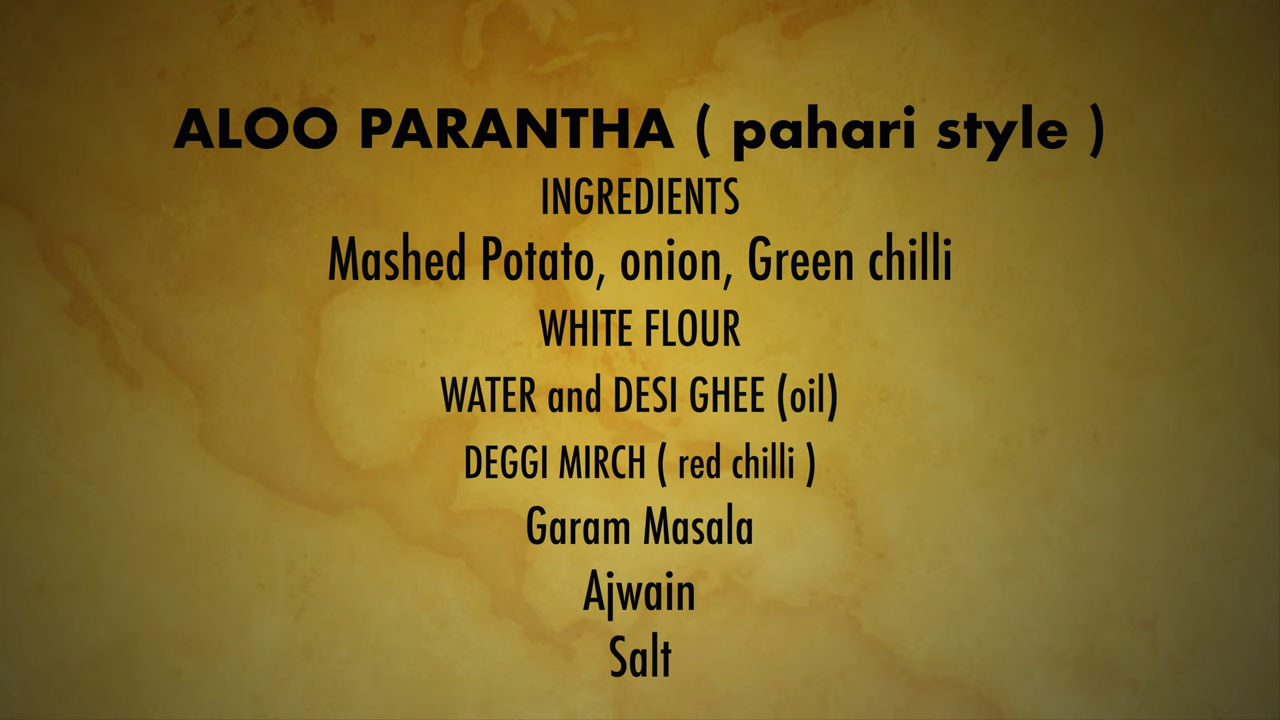 ALOO PARANTHA ( pahari style )
INGREDIENTS
Mashed Potato, onion, Green chilli
WHITE FLOUR
WATER and DESI GHEE (oil)
DEGGI MIRCH ( red chilli )
Garam Masala
Ajwain
Salt